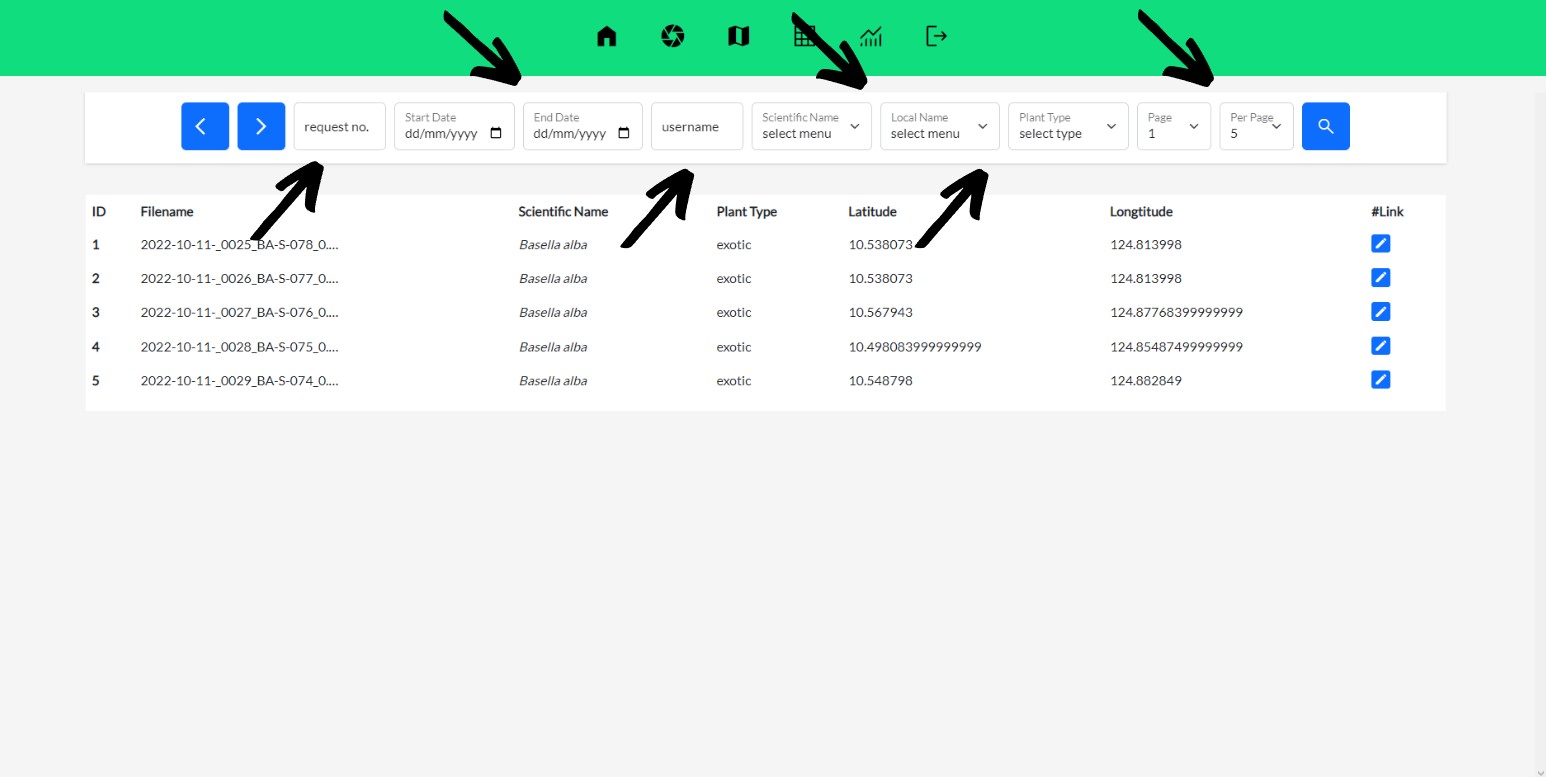 request no.
Start Date
dd/mm/yyyy
End Date
dd/mm/yyyy
username
Scientific Name
select menu
Local Name
select menu
Plant Type
select type
Page
1
Per Page
5
ID Filename Scientific Name Plant Type Latitude Longtitude #Link
1 2022-10-11-_0025_BA-S-078_0.... Basella alba exotic 10.538073 124.813998
2 2022-10-11-_0026_BA-S-077_0.... Basella alba exotic 10.538073 124.813998
3 2022-10-11-_0027_BA-S-076_0.... Basella alba exotic 10.567943 124.87768399999999
4 2022-10-11-_0028_BA-S-075_0.... Basella alba exotic 10.498083999999999 124.85487499999999
5 2022-10-11-_0029_BA-S-074_0.... Basella alba exotic 10.548798 124.882849